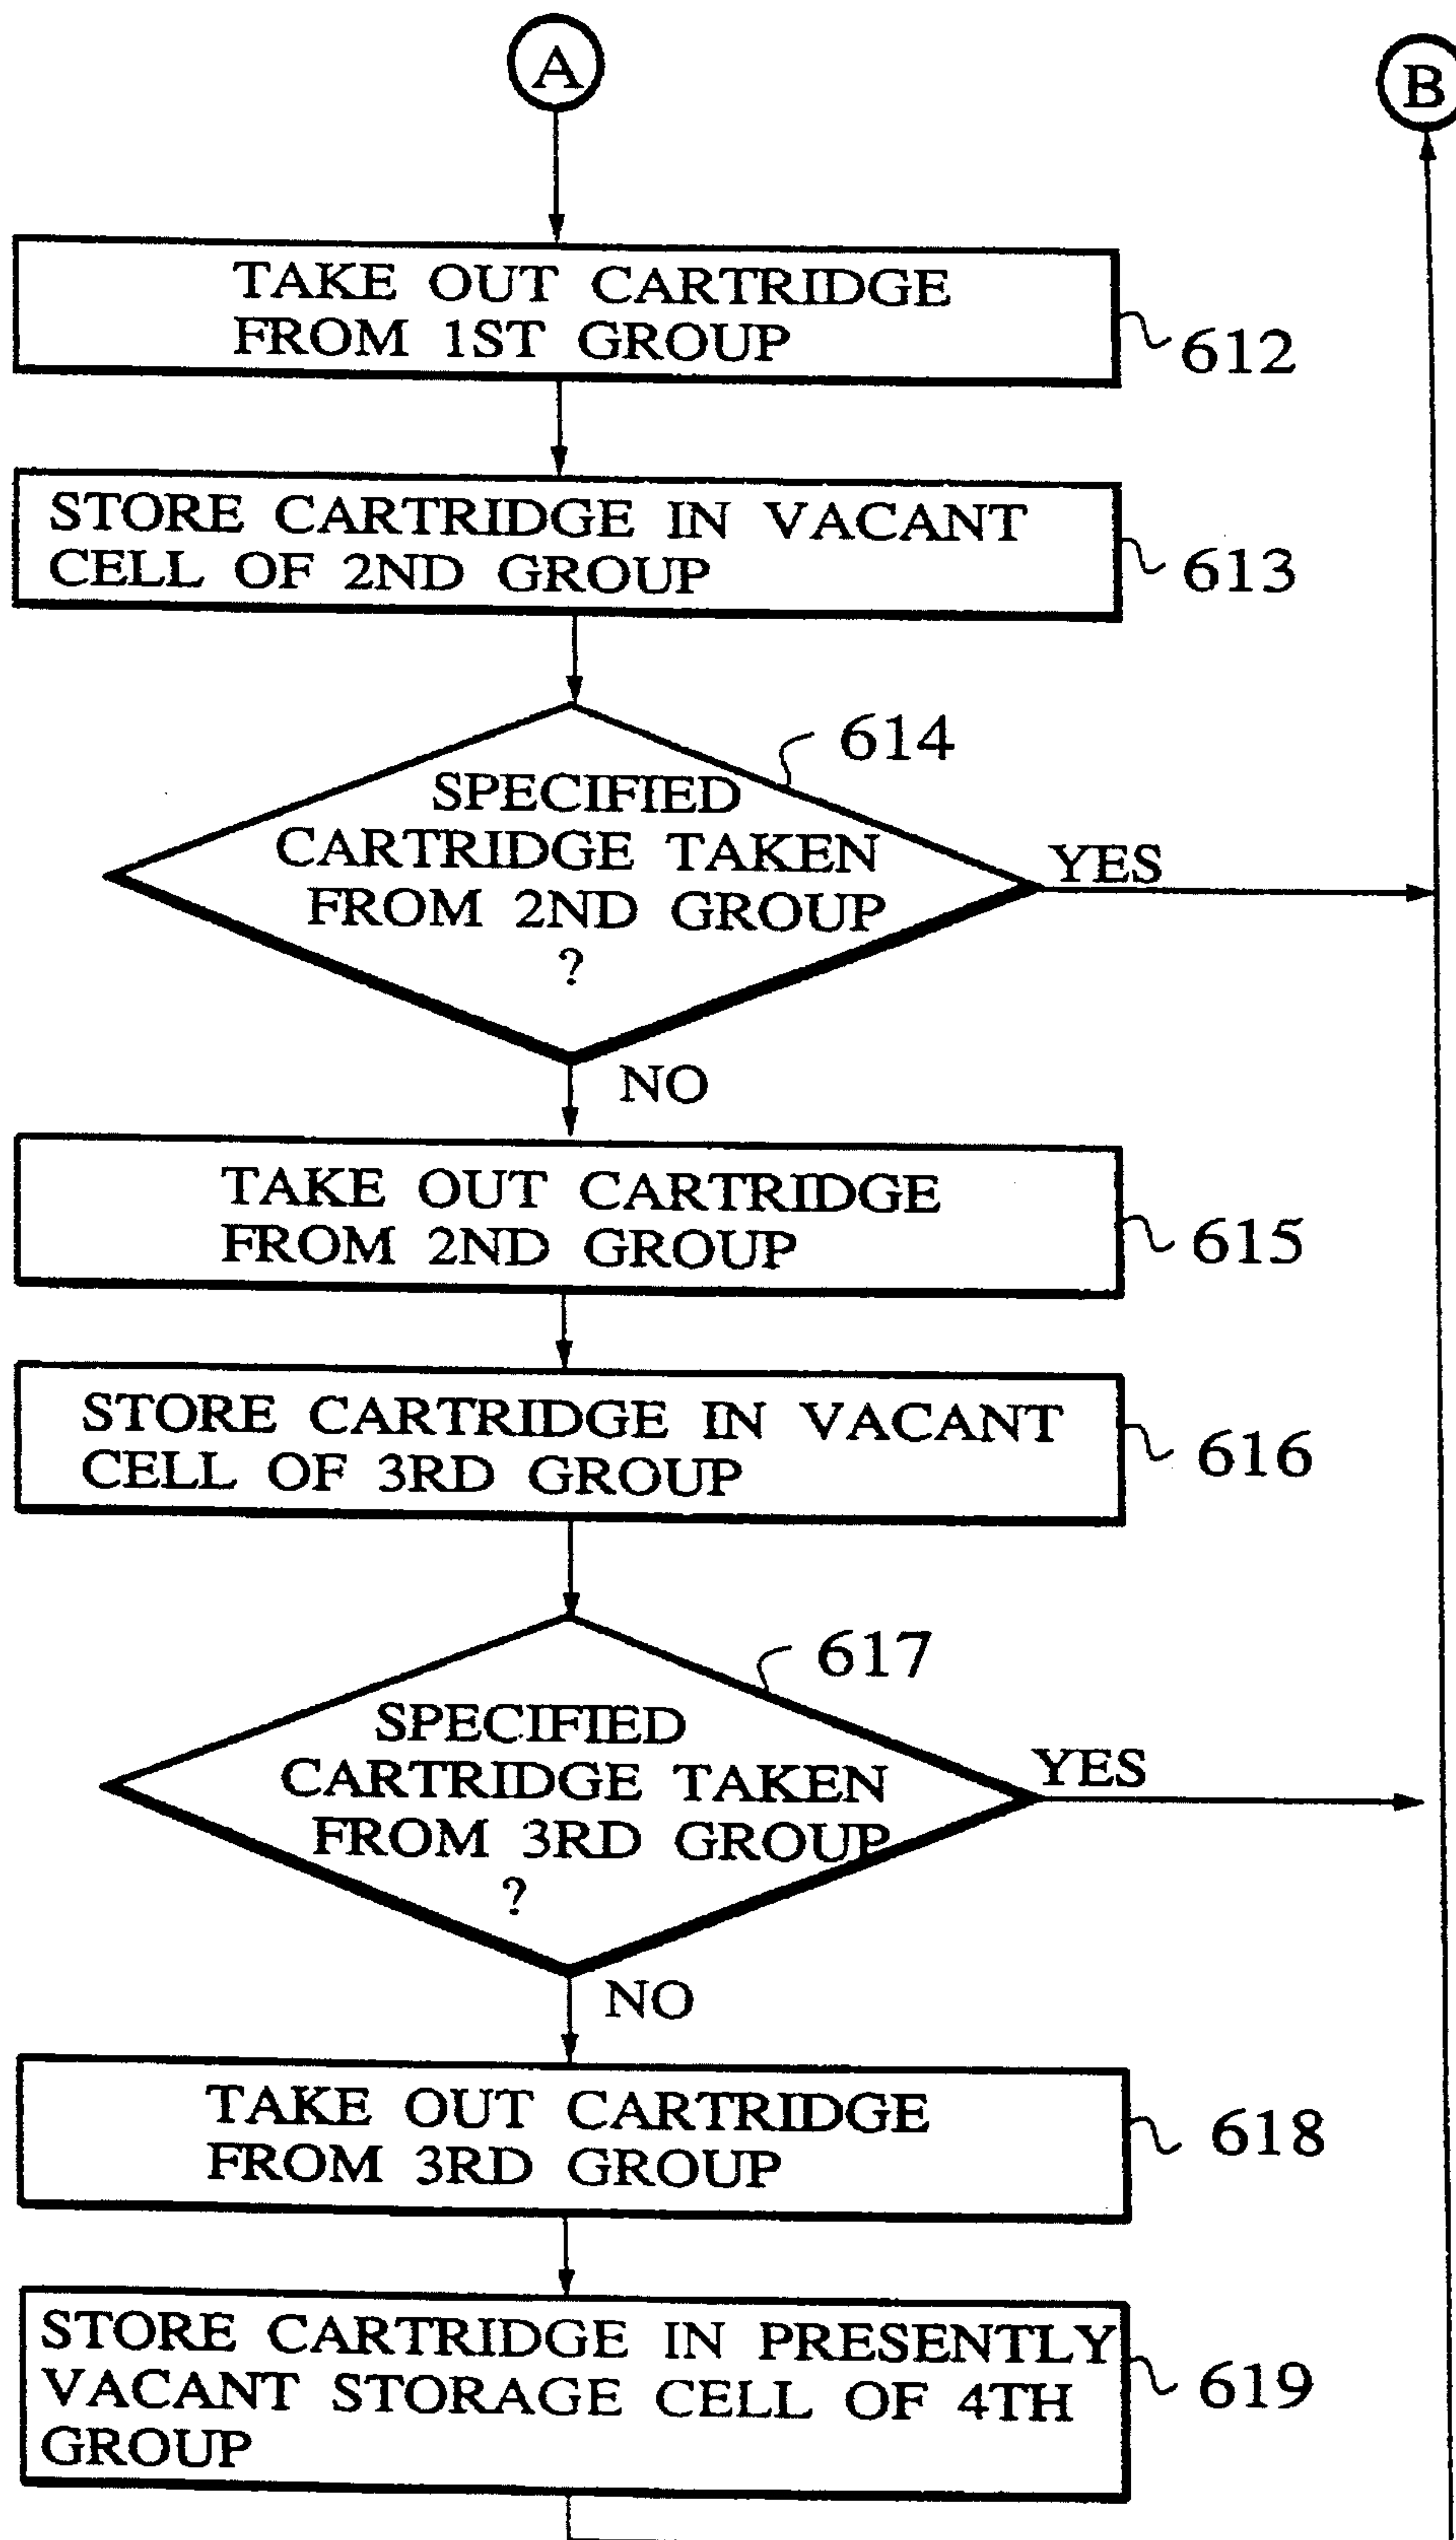 A
B
TAKE OUT CARTRIDGE
FROM 1ST GROUP
612
STORE CARTRIDGE IN VACANT
CELL OF 2ND GROUP
613
614
SPECIFIED
CARTRIDGE TAKEN
FROM 2ND GROUP
?
YES
NO
TAKE OUT CARTRIDGE
FROM 2ND GROUP
615
STORE CARTRIDGE IN VACANT
CELL OF 3RD GROUP
616
617
SPECIFIED
CARTRIDGE TAKEN
FROM 3RD GROUP
?
YES
NO
TAKE OUT CARTRIDGE
FROM 3RD GROUP
618
STORE CARTRIDGE IN PRESENTLY
VACANT STORAGE CELL OF 4TH
GROUP
619